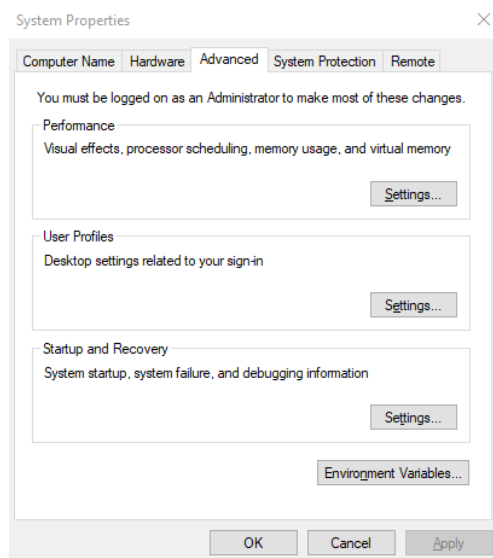 System Properties
Computer Name Hardware Advanced System Protection Remote
You must be logged on as an Administrator to make most of these changes.
Performance
Visual effects, processor scheduling, memory usage, and virtual memory
Settings...
User Profiles
Desktop settings related to your sign-in
Settings...
Startup and Recovery
System startup, system failure, and debugging information
Settings...
Environment Variables...
OK Cancel Apply